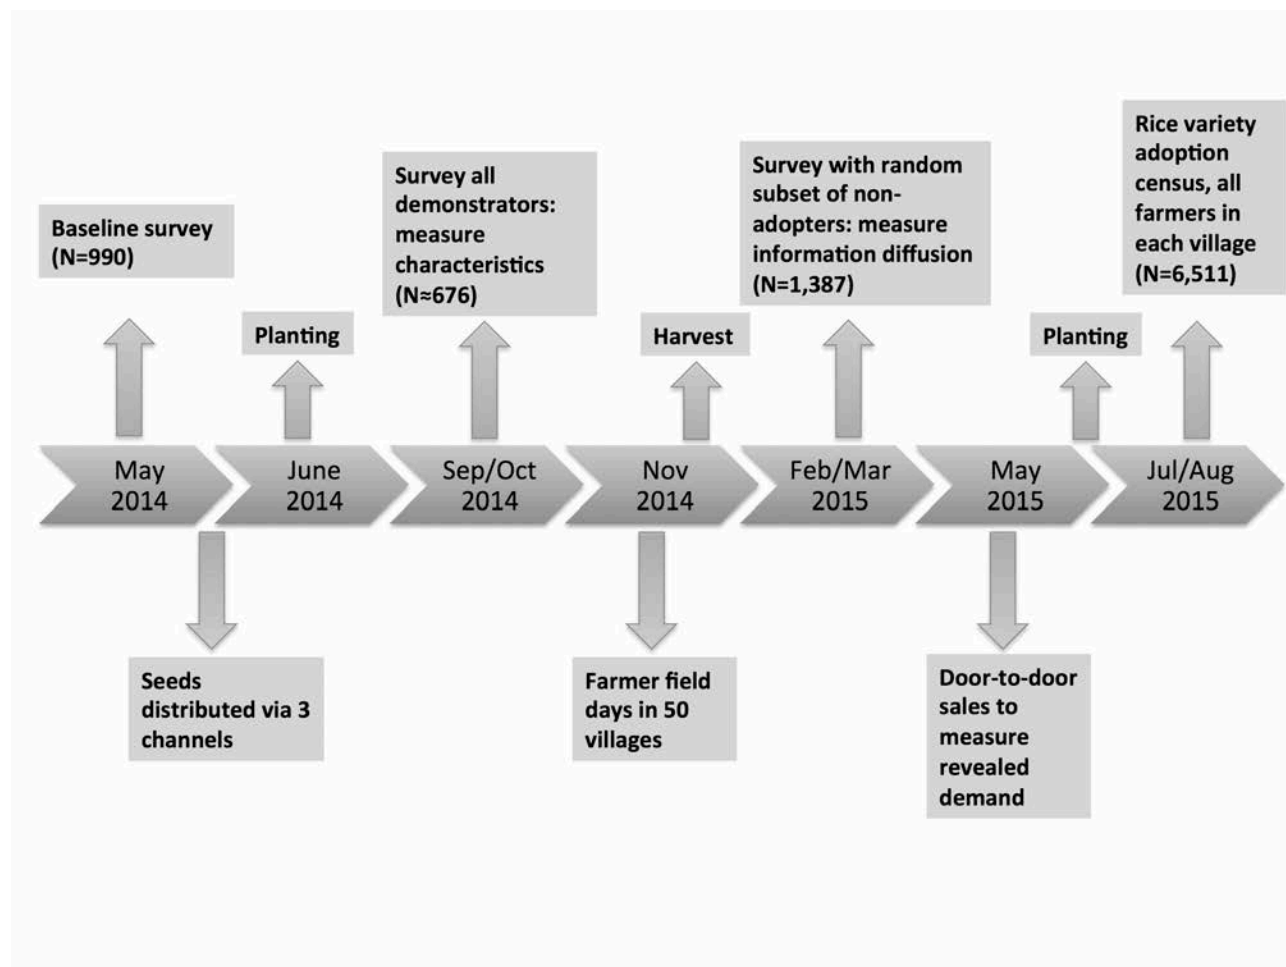 Baseline survey
(N=990)
Planting
Survey all
demonstrators:
measure
characteristics
(N≈676)
Harvest
Survey with random
subset of non-
adopters: measure
information diffusion
(N=1,387)
Planting
Rice variety
adoption
census, all
farmers in
each village
(N=6,511)
May
2014
June
2014
Sep/Oct
2014
Nov
2014
Feb/Mar
2015
May
2015
Jul/Aug
2015
Seeds
distributed via 3
channels
Farmer field
days in 50
villages
Door-to-door
sales to
measure
revealed
demand